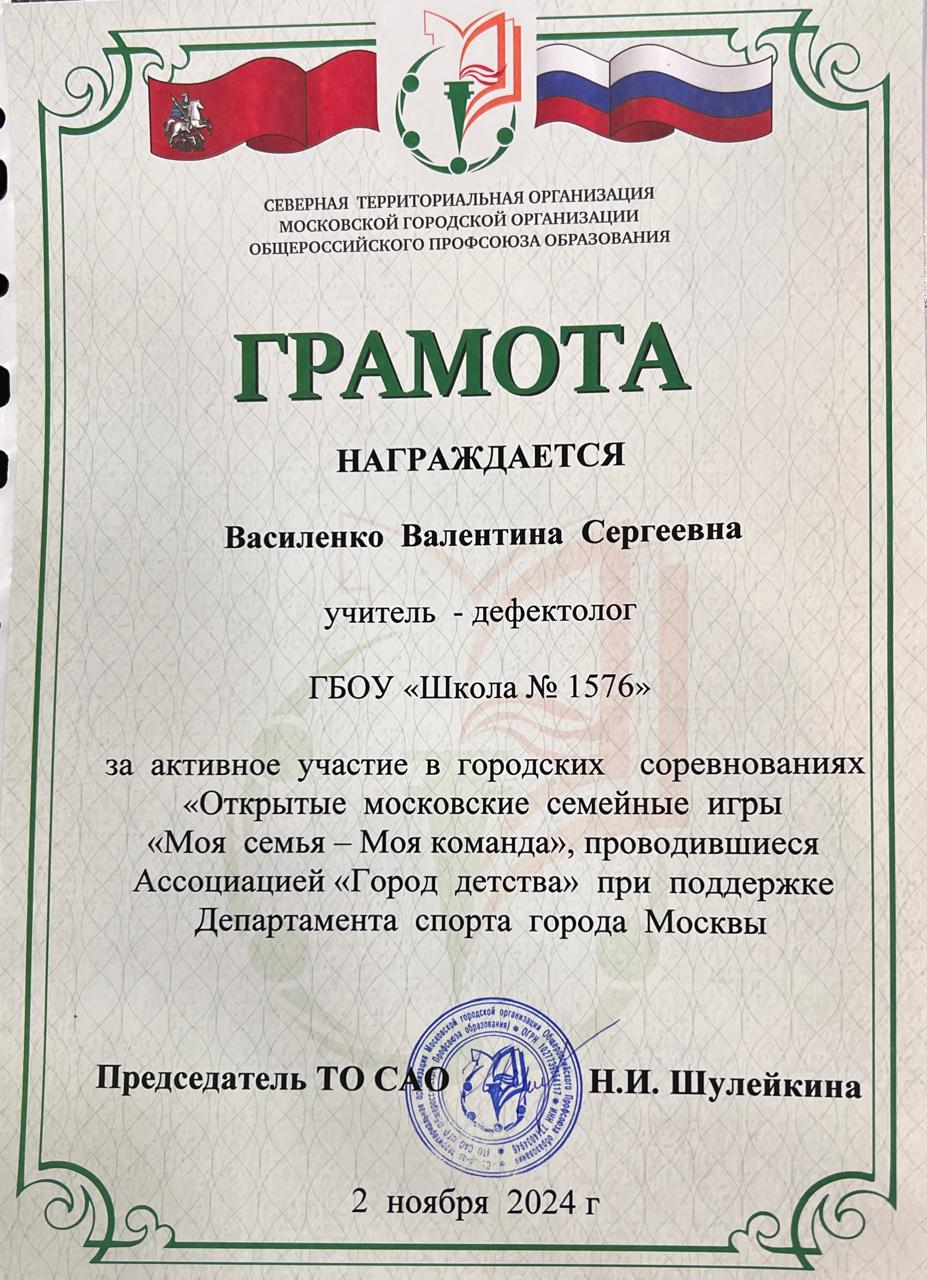 СЕВЕРНАЯ ТЕРРИТОРИАЛЬНАЯ ОРГАНИЗАЦИЯ
МОСКОВСКОЙ ГОРОДСКОЙ ОРГАНИЗАЦИИ
ОБЩЕРОССИЙСКОГО ПРОФСОЮЗА ОБРАЗОВАНИЯ
ГРАМОТА
НАГРАЖДАЕТСЯ
Василенко Валентина Сергеевна
учитель - дефектолог
ГБОУ «Школа № 1576»
за активное участие в городских соревнованиях
«Открытые московские семейные игры
«Моя семья – Моя команда», проводившиеся
Ассоциацией «Город детства» при поддержке
Департамента спорта города Москвы
Председатель ТО САО Н.И. Шулейкина
2 ноября 2024 г